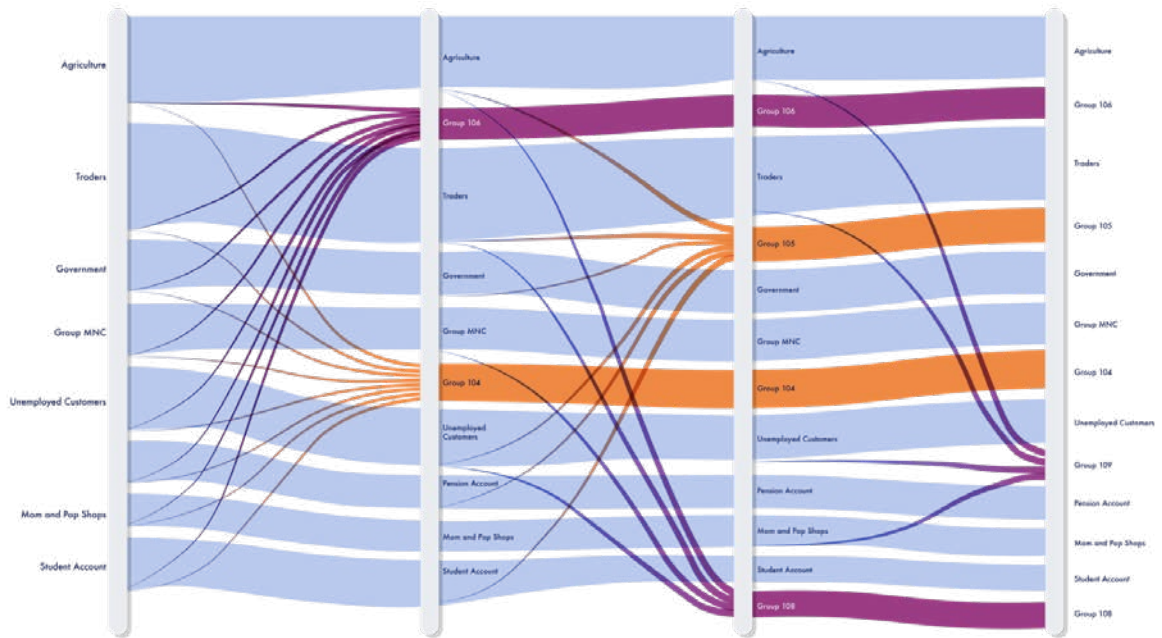 Agriculture
Traders
Government
Group MNC
Unemployed Customers
Mom and Pop Shops
Student Account
Agriculture
Group 106
Traders
Government
Group MNC
Group 104
Unemployed
Customers
Pension Account
Mom and Pop Shops
Student Account
Agriculture
Group 106
Traders
Group 105
Government
Group MNC
Group 104
Unemployed Customers
Pension Account
Mom and Pop Shops
Student Account
Group 108
Agriculture
Group 106
Traders
Group 105
Government
Group MNC
Group 104
Unemployed Customers
Group 109
Pension Account
Mom and Pop Shops
Student Account
Group 108